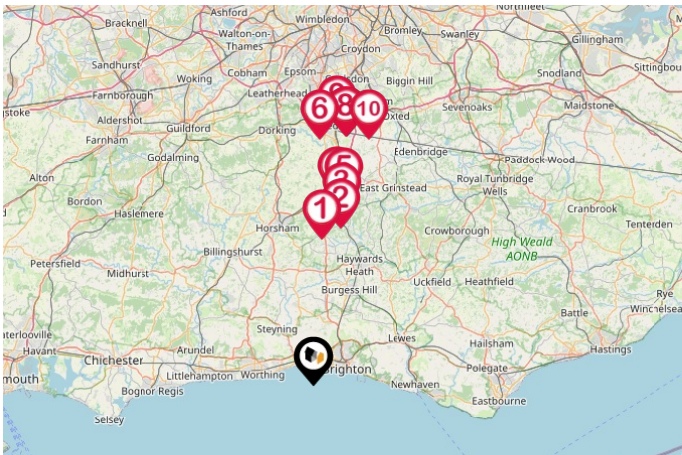 Ashford
Northfleet
Wimbledon
Bracknell
Bromley
Swanley
Walton-on-
Thames
Croydon
Gillingham
Sandhurst
Cobham
Epsom
Woking
Biggin Hill
Snodland
Sittingbou
Farnborough
Leatherhead
6
8
10
Oxted
Sevenoaks
Maidstone
Aldershot
Guildford
Dorking
Farnham
Edenbridge
Godalming
5
Paddock Wood
Alton
3
Royal Tunbridge
Wells
East Grinstead
Bordon
2
Cranbrook
Haslemere
1
Tenterden
Horsham
Crowborough
High Weald
AONB
Billingshurst
Petersfield
Haywards
Heath
Midhurst
Uckfield
Heathfield
Burgess Hill
Rye
Winchelsea
Battle
Steyning
Lewes
Hailsham
Hastings
Waterlooville
Havant
Arundel
Chichester
Brighton
Polegate
Littlehampton
Worthing
mouth
Newhaven
Bognor Regis
Eastbourne
Selsey